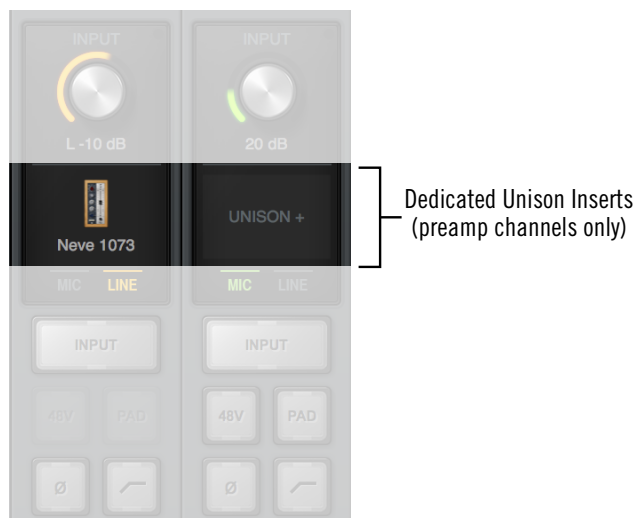 INPUT INPUT
L -10 dB 20 dB
Neve 1073 UNISON +
Dedicated Unison Inserts
(preamp channels only)
MIC LINE MIC LINE
INPUT INPUT
48V PAD 48V PAD
Ø Ø